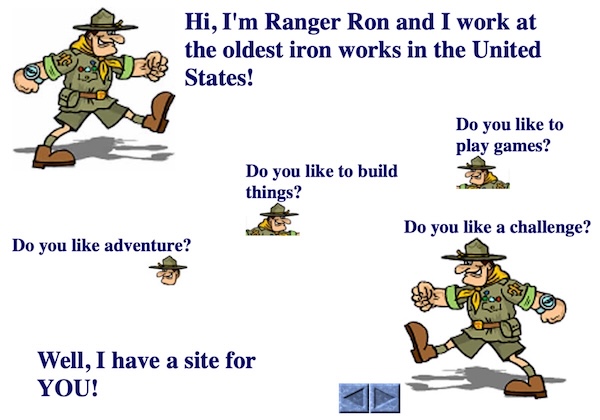 Hi, I'm Ranger Ron and I work at
the oldest iron works in the United
States!
Do you like to
play games?
Do you like to build
things?
Do you like a challenge?
Do you like adventure?
Well, I have a site for
YOU!